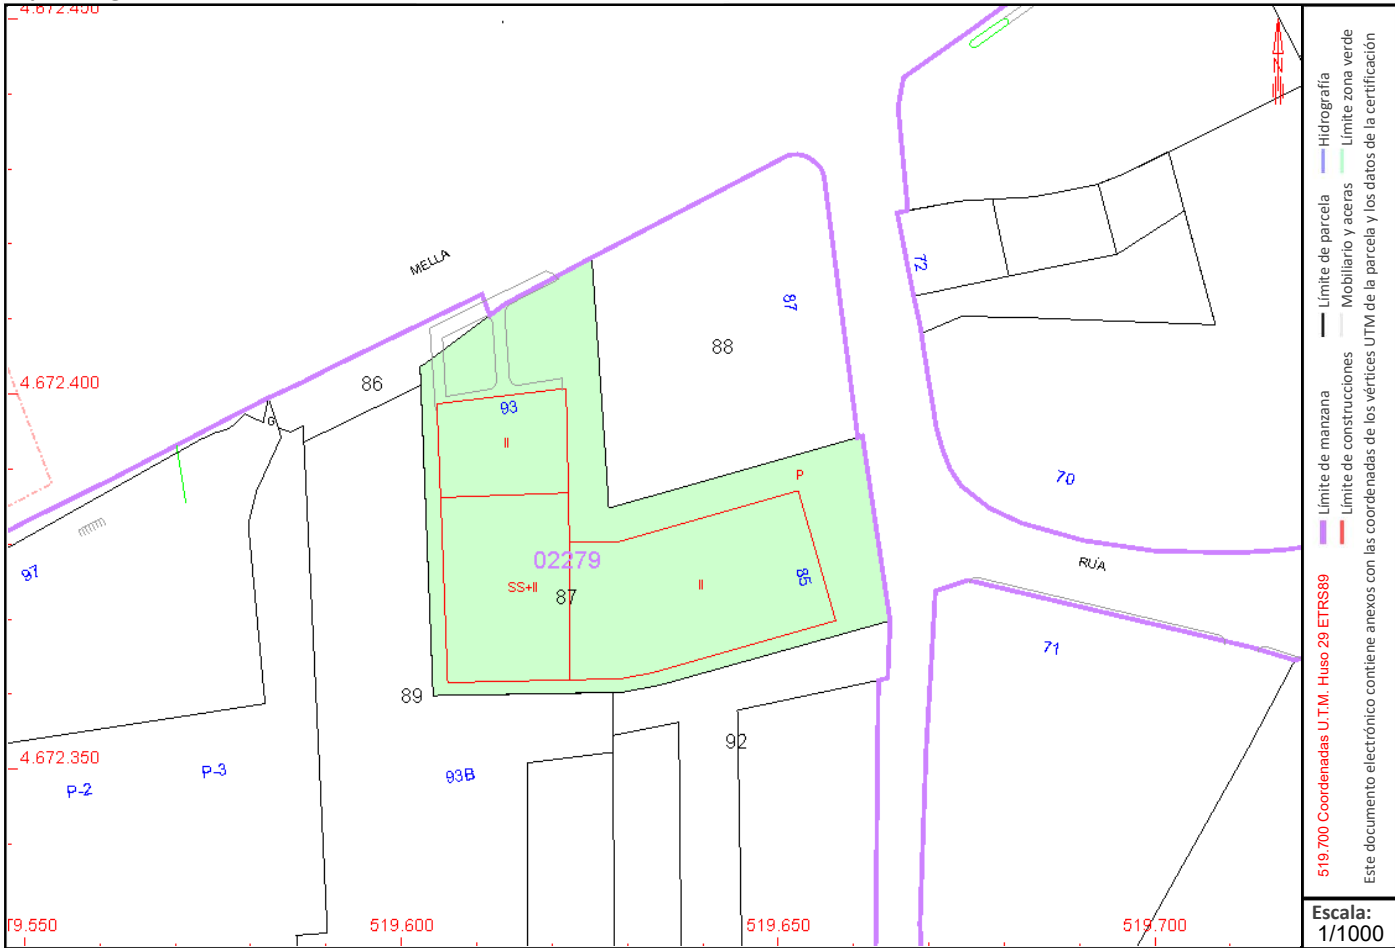 4.672.450
MELLA
72
87
88
4.672.400
86
93
G
II
P
70
02279
RUA
97
SS+II
87
II
85
71
89
4.672.350
92
P-3
93B
P-2
519.600
519.650
519.700
N
519.700 Coordenadas U.T.M. Huso 29 ETRS89
Límite de manzana
Límite de parcela
Hidrografía
Límite de construcciones
Mobiliario y aceras
Límite zona verde
Este documento electrónico contiene anexos con las coordenadas de los vértices UTM de la parcela y los datos de la certificación
Escala:
1/1000